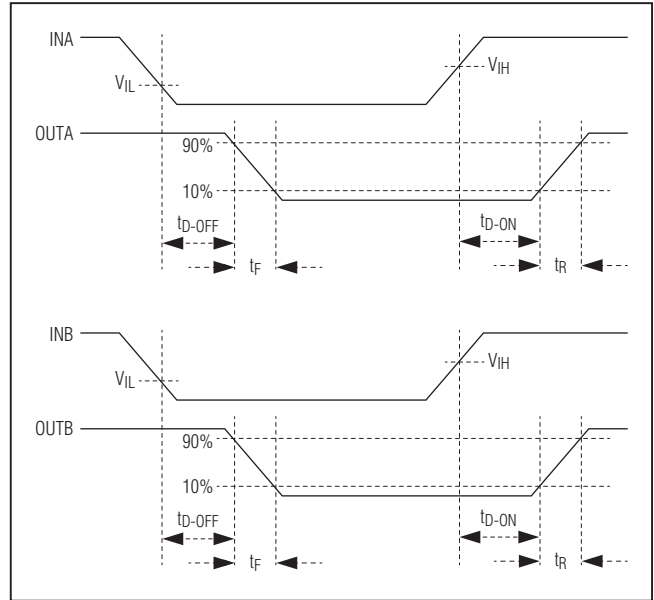 INA
VIL
VIH
OUTA
90%
10%
tD-OFF
tD-ON
tF
tR
INB
VIL
VIH
OUTB
90%
10%
tD-OFF
tD-ON
tF
tR